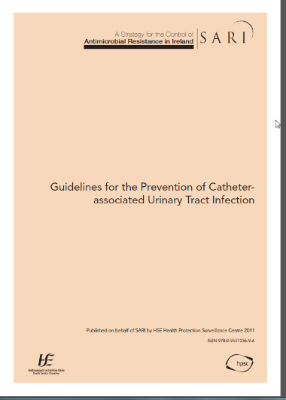 A Strategy for the Control of
Antimicrobial Resistance in Ireland
SARI
Guidelines for the Prevention of Catheter-
associated Urinary Tract Infection
Published on behalf of SARI by HSE Health Protection Surveillance Centre 2011
hpsc